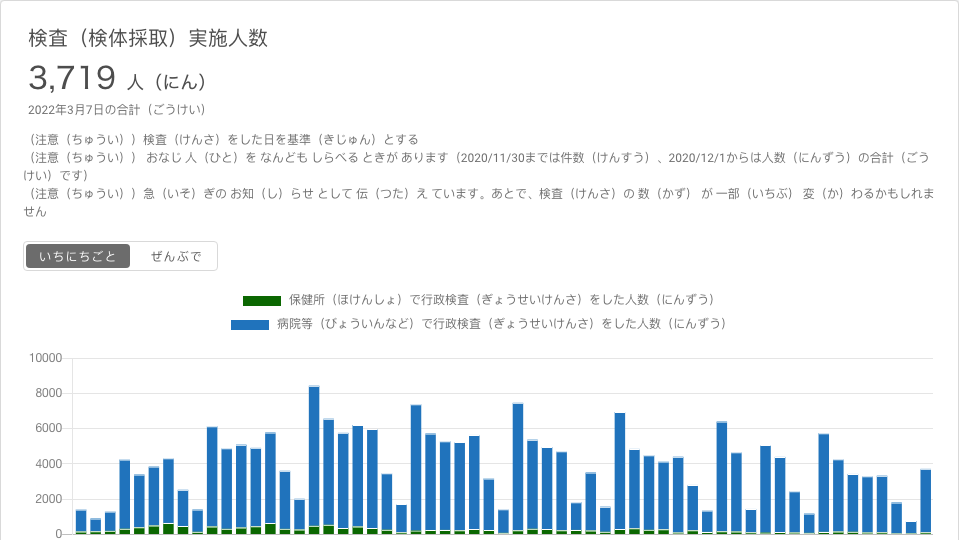 検査（検体採取）実施人数
3,719 人（にん）
2022年3月7日の合計（ごうけい）
（注意（ちゅうい））検査（けんさ）をした日を基準（きじゅん）とする
（注意（ちゅうい）） おなじ 人（ひと）を なんども しらべる ときが あります（2020/11/30までは件数（けんすう）、2020/12/1からは人数（にんずう）の合計（ごう
けい）です）
（注意（ちゅうい））急（いそ）ぎの お知（し）らせ として 伝（つた）え ています。あとで、検査（けんさ）の 数（かず） が 一部（いちぶ） 変（か）わるかもしれま
せん
いちにちごと ぜんぶで
保健所（ほけんしょ）で行政検査（ぎょうせいけんさ）をした人数（にんずう）
病院等（びょういんなど）で行政検査（ぎょうせいけんさ）をした人数（にんずう）
10000
8000
6000
4000
2000
0